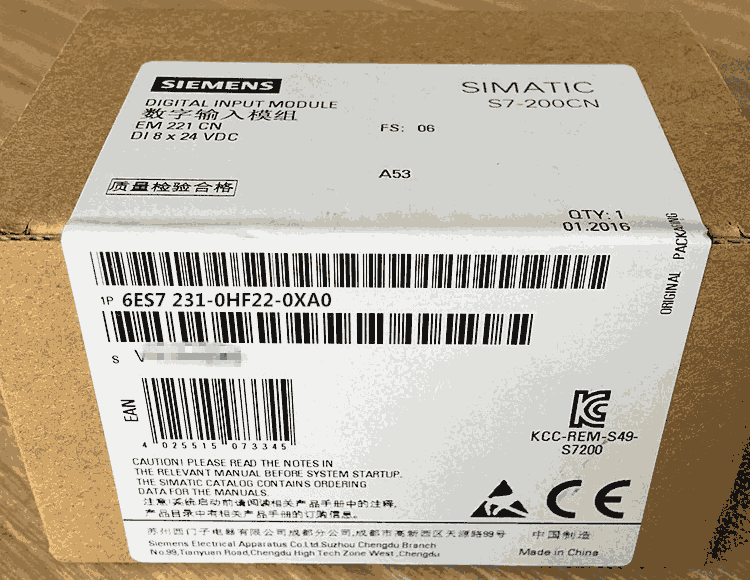 SIEMENS
SIMATIC
S7-200CN
DIGITAL INPUT MODULE
数字输入模组
EM 221 CN
DI 8 x 24 VDC
FS: 06
A53
质量检验合格
QTY: 1
01.2016
ORIGINAL PACKAGING
1P 6ES7 231-0HF22-0XA0
S V
EAN
4 025515 073345
KCC-REM-S49-
S7200
CAUTION! PLEASE READ THE NOTES IN
THE RELEVANT MANUAL BEFORE SYSTEM STARTUP.
THE SIMATIC CATALOG CONTAINS ORDERING
DATA FOR THE MANUALS.
注意!系统启动前请阅读相关产品手册中的注释,
产品目录中有相关手册的订购信息.
CE
苏州西门子电器有限公司成都分公司,成都市高新西区天源路99号
中国制造
Siemens Electrical Apparatus Co.Ltd.Suzhou Chengdu Branch
No.99,Tianyuan Road,Chengdu High Tech Zone West ,Chengdu
Made in China